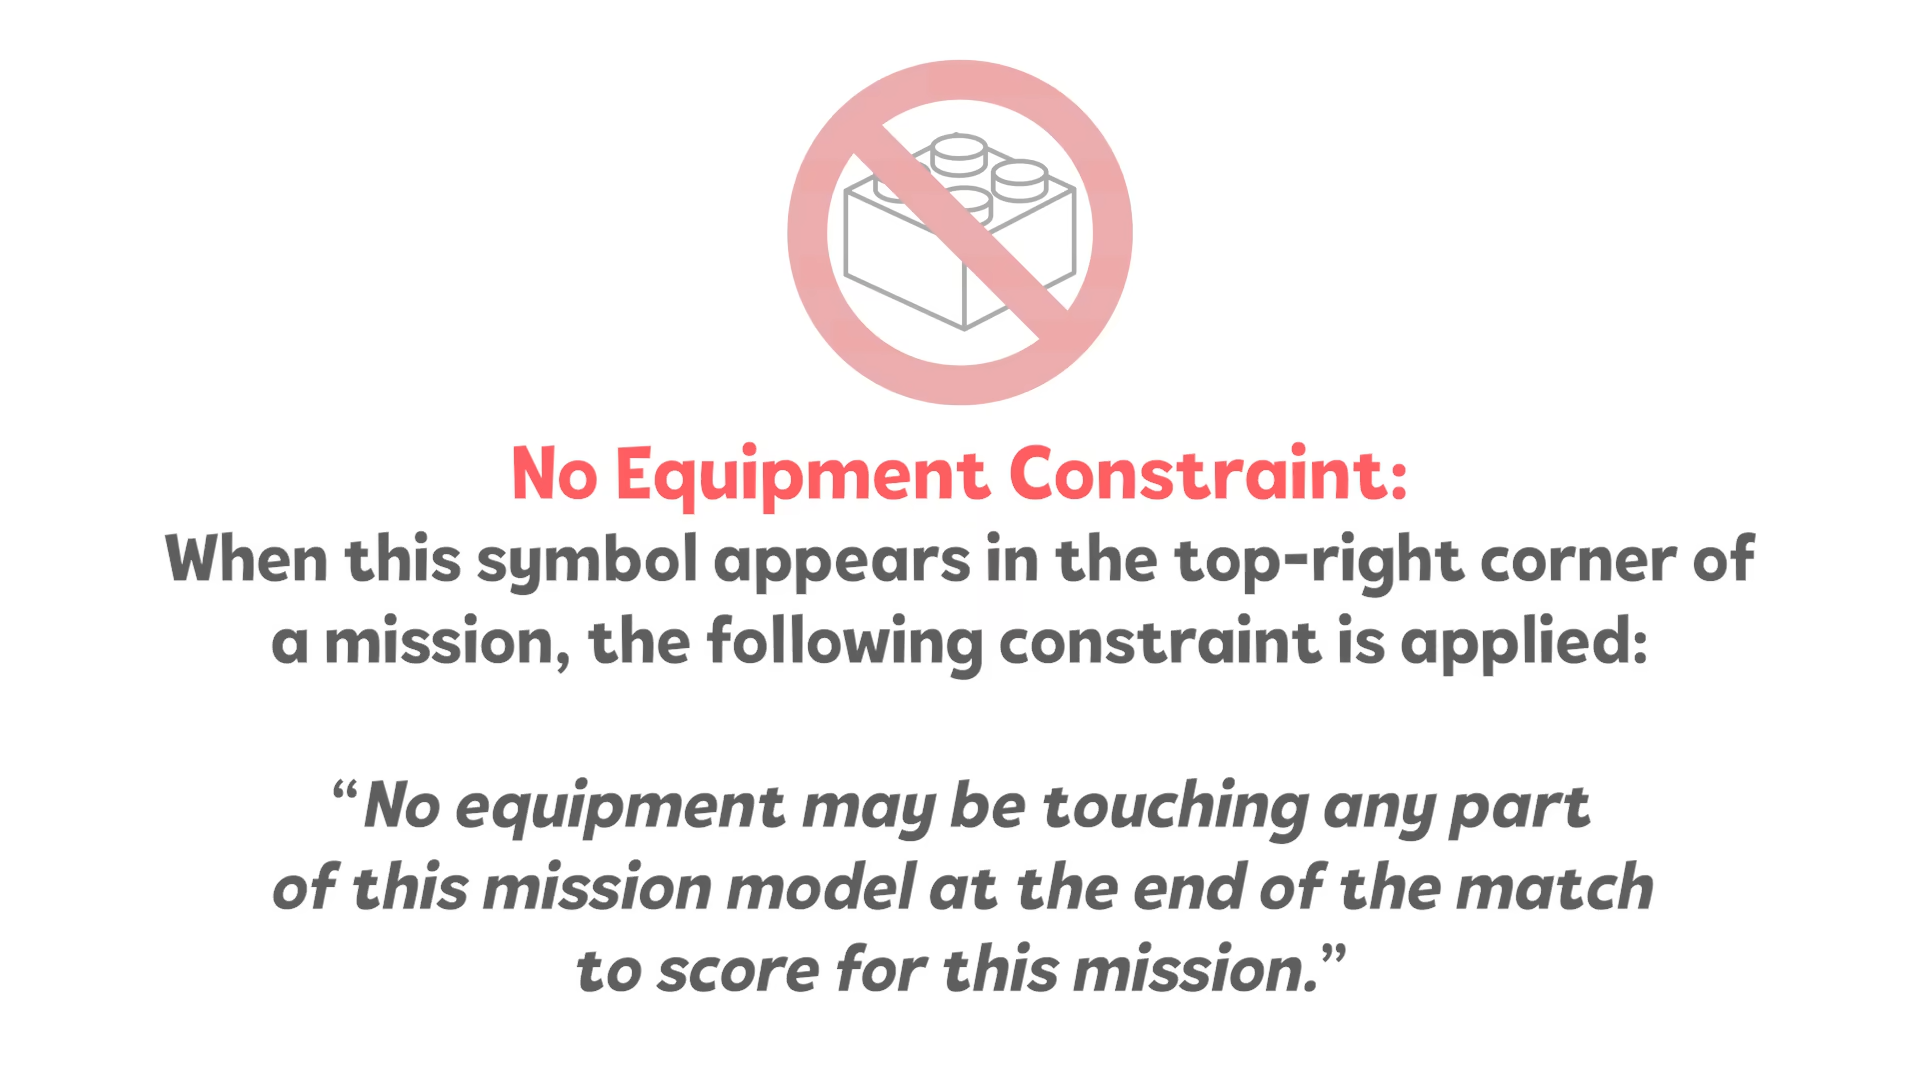 No Equipment Constraint:
When this symbol appears in the top-right corner of
a mission, the following constraint is applied:
“No equipment may be touching any part
of this mission model at the end of the match
to score for this mission.”